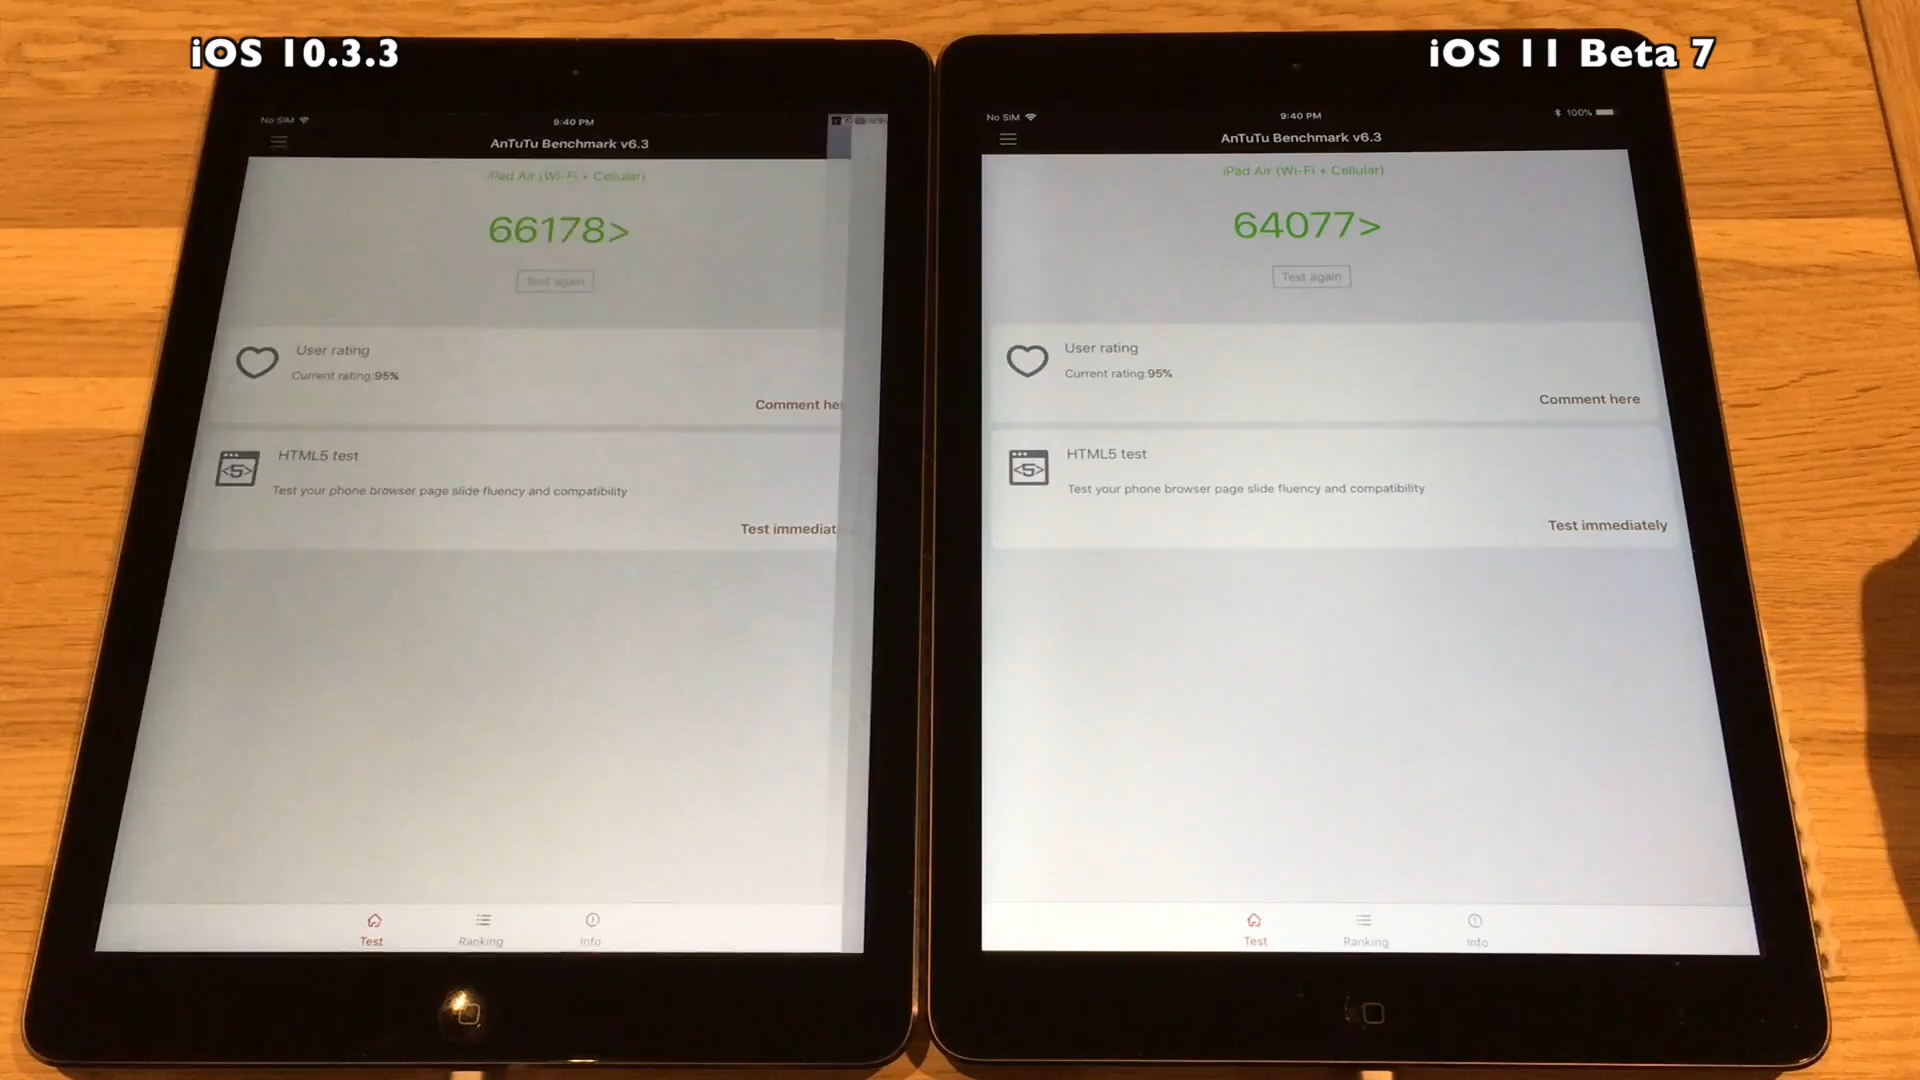 iOS 10.3.3
iOS 11 Beta 7
No SIM
9:40 PM
AnTuTu Benchmark v6.3
iPad Air (Wi-Fi + Cellular)
66178>
Test again
User rating
Current rating:95%
Comment he
HTML5 test
<5>
Test your phone browser page slide fluency and compatibility
Test immediat
Test
Ranking
Info
No SIM
9:40 PM
100%
AnTuTu Benchmark v6.3
iPad Air (Wi-Fi + Cellular)
64077>
Test again
User rating
Current rating:95%
Comment here
HTML5 test
<5>
Test your phone browser page slide fluency and compatibility
Test immediately
Test
Ranking
Info